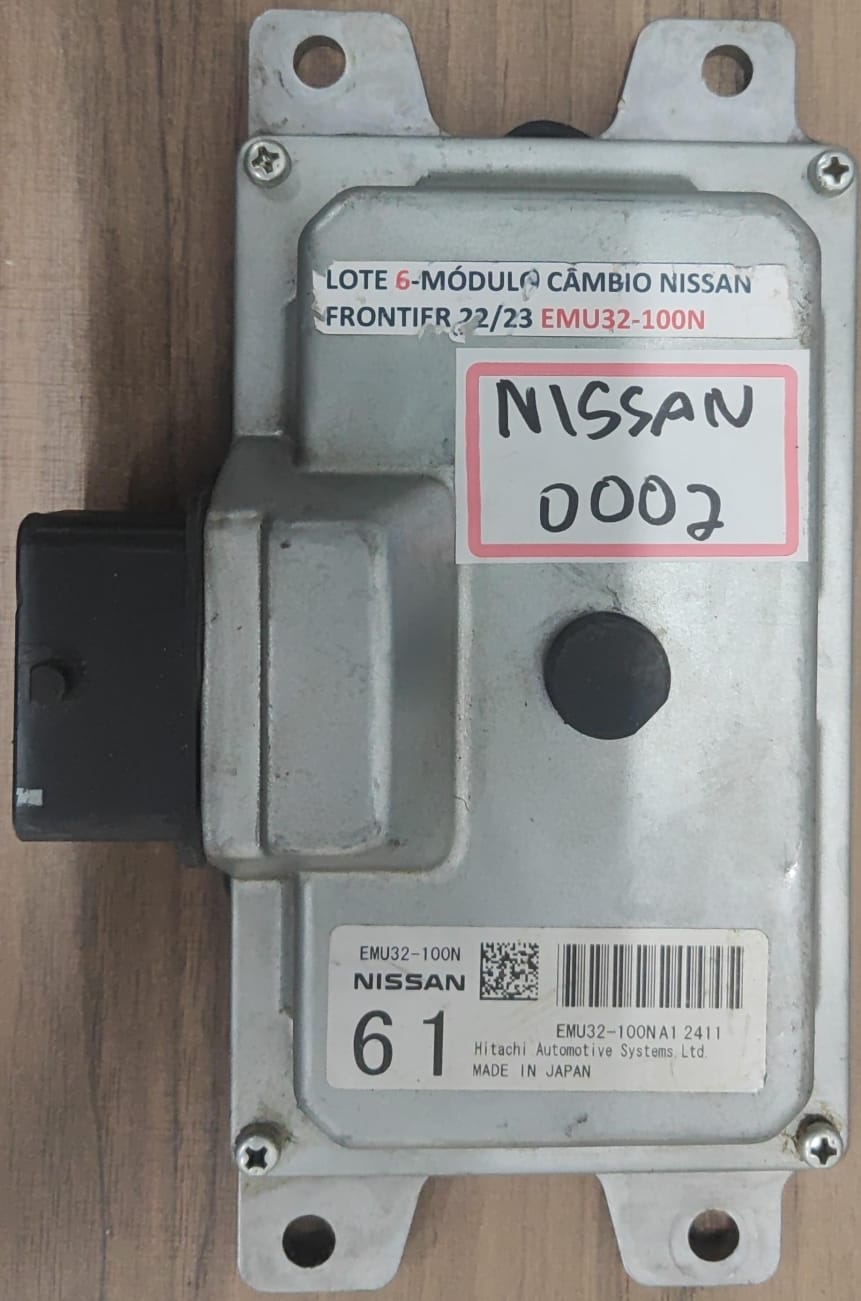 LOTE 6-MÓDULO CÂMBIO NISSAN
FRONTIER 22/23 EMU32-100N
NISSAN
0002
EMU32-100N
NISSAN
61
EMU32-100NA1 2411
Hitachi Automotive Systems,Ltd.
MADE IN JAPAN